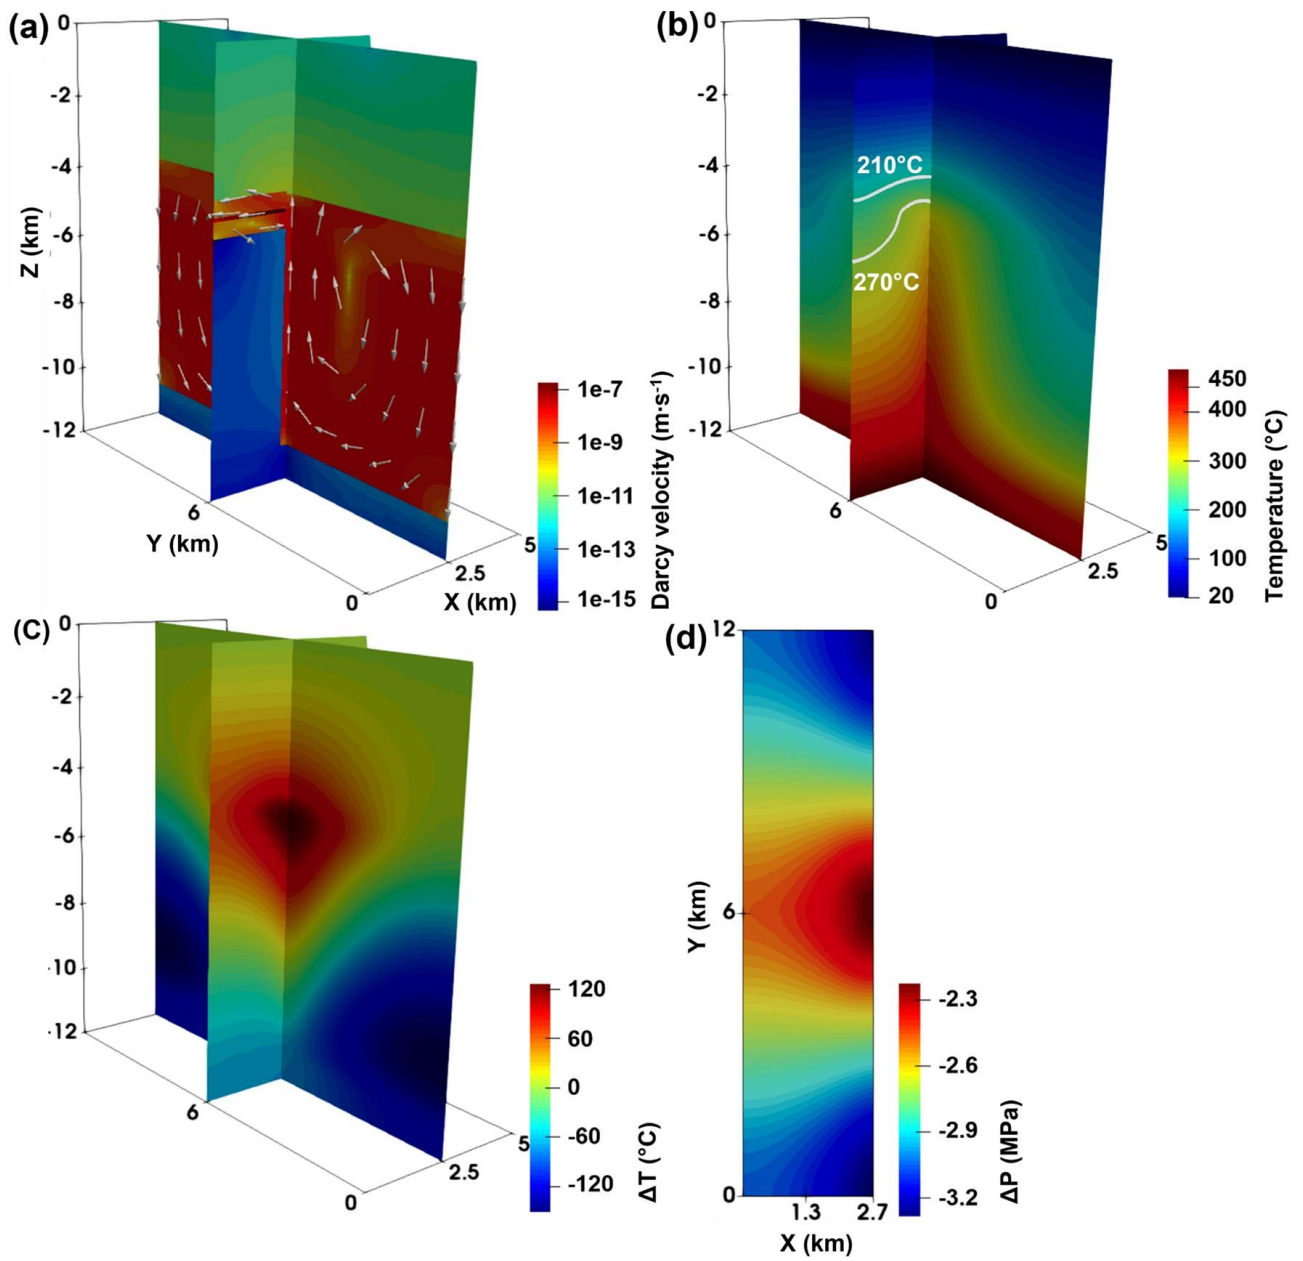 (a)
0
-2
-4
-6
-8
-10
-12
Z (km)
6
Y (km)
0
2.5
5
X (km)
1e-7
1e-9
1e-11
1e-13
1e-15
Darcy velocity (m·s-1)
(b)
0
-2
-4
-6
-8
-10
-12
210°C
270°C
6
0
2.5
5
450
400
300
200
100
20
Temperature (°C)
(C)
0
-2
-4
-6
-8
·10
·12
6
0
2.5
5
120
60
0
-60
-120
ΔT (°C)
(d)
12
6
0
Y (km)
1.3
2.7
X (km)
-2.3
-2.6
-2.9
-3.2
ΔP (MPa)